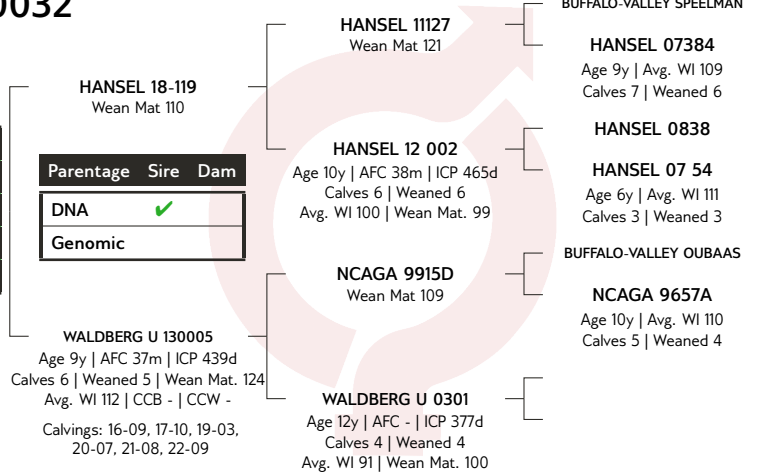 0032
HANSEL 18-119
Wean Mat 110
Parentage Sire Dam
DNA ✔
Genomic
WALDBERG U 130005
Age 9y | AFC 37m | ICP 439d
Calves 6 | Weaned 5 | Wean Mat. 124
Avg. WI 112 | CCB - | CCW -
Calvings: 16-09, 17-10, 19-03,
20-07, 21-08, 22-09
HANSEL 11127
Wean Mat 121
HANSEL 12 002
Age 10y | AFC 38m | ICP 465d
Calves 6 | Weaned 6
Avg. WI 100 | Wean Mat. 99
NCAGA 9915D
Wean Mat 109
WALDBERG U 0301
Age 12y | AFC - | ICP 377d
Calves 4 | Weaned 4
Avg. WI 91 | Wean Mat. 100
BUFFALO-VALLEY SPEELMAN
HANSEL 07384
Age 9y | Avg. WI 109
Calves 7 | Weaned 6
HANSEL 0838
HANSEL 07 54
Age 6y | Avg. WI 111
Calves 3 | Weaned 3
BUFFALO-VALLEY OUBAAS
NCAGA 9657A
Age 10y | Avg. WI 110
Calves 5 | Weaned 4